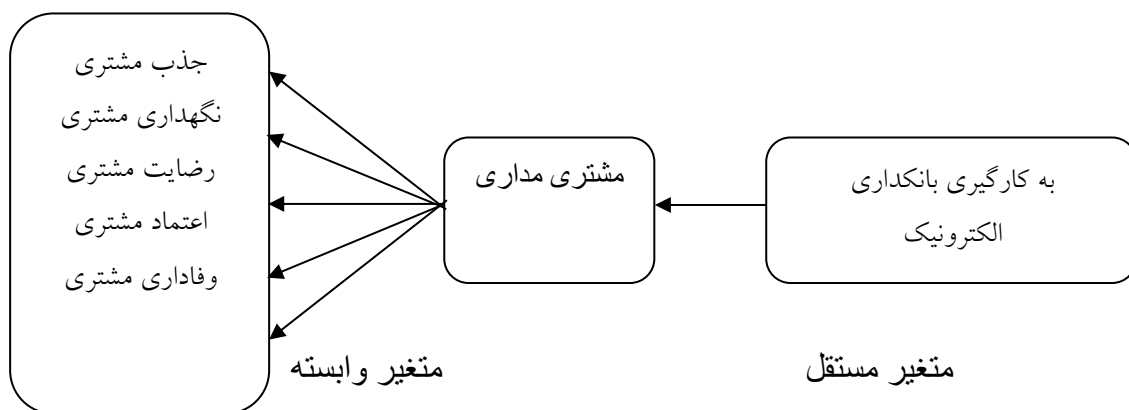 به کارگیری بانکداری
الکترونیک
مشتری مداری
جذب مشتری
نگهداری مشتری
رضایت مشتری
اعتماد مشتری
وفاداری مشتری
متغیر مستقل
متغیر وابسته